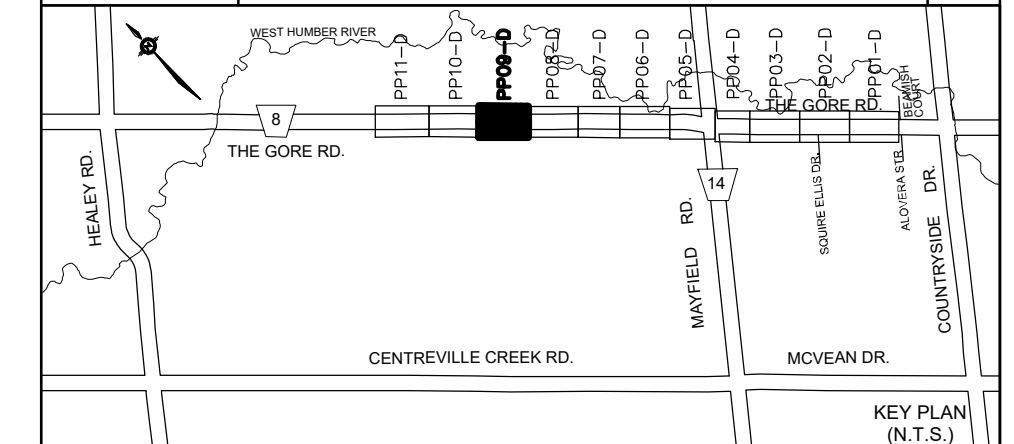 WEST HUMBER RIVER
PP11-D
PP10-D
PP09-D
PP08-D
PP07-D
PP06-D
PP05-D
PP04-D
PP03-D
PP02-D
PP01-D
BEAMISH
COURT
THE GORE RD.
8
THE GORE RD.
HEALEY RD.
14
MAYFIELD RD.
SQUIRE ELLIS DR.
ALOVERA STR
COUNTRYSIDE DR.
CENTREVILLE CREEK RD.
MCVEAN DR.
KEY PLAN
(N.T.S.)